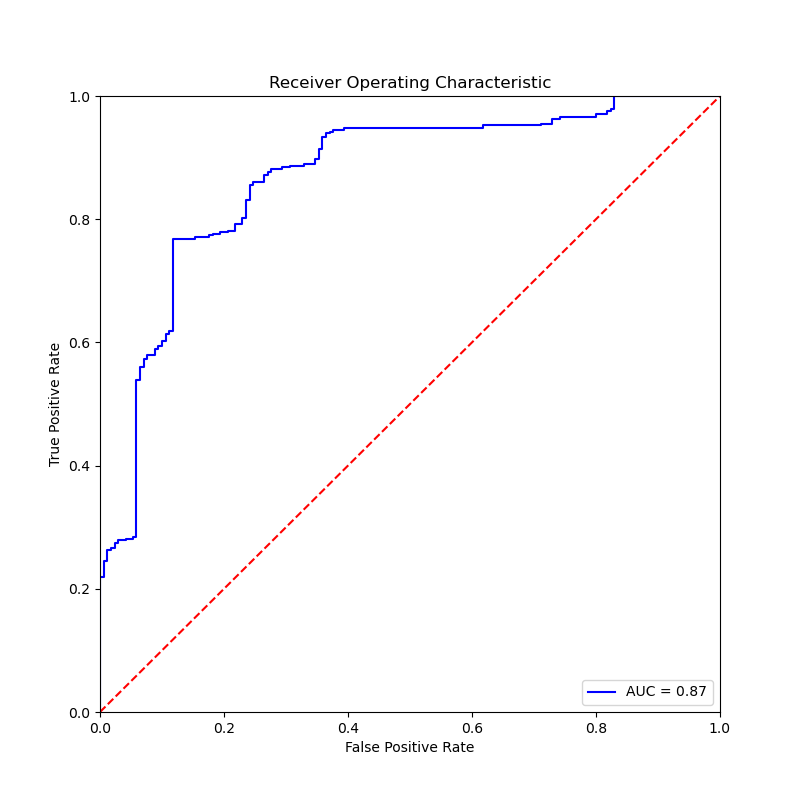 Receiver Operating Characteristic
1.0
0.8
0.6
0.4
0.2
0.0
True Positive Rate
AUC = 0.87
0.0 0.2 0.4 0.6 0.8 1.0
False Positive Rate